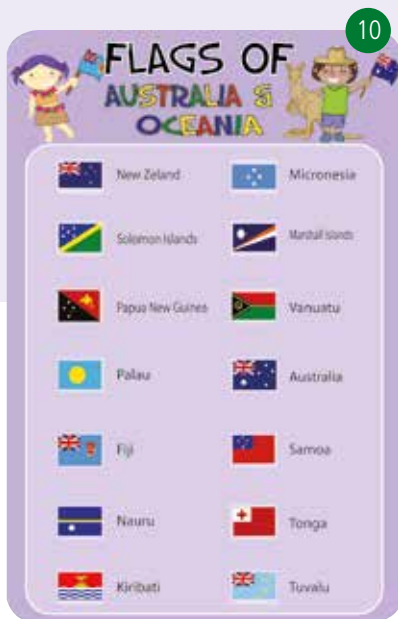 10
FLAGS OF
AUSTRALIA &
OCEANIA
New Zeland
Micronesia
Solomon Islands
Marshall Islands
Papua New Guinea
Vanuatu
Palau
Australia
Fiji
Samoa
Nauru
Tonga
Kiribati
Tuvalu